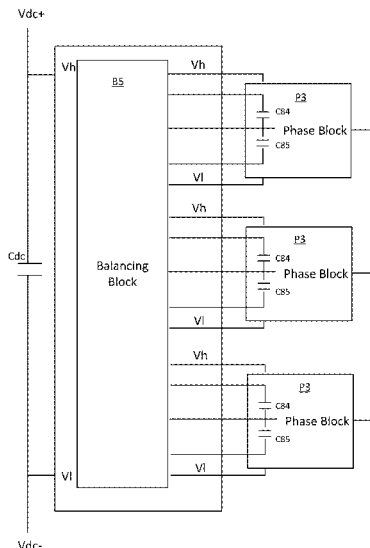 Vdc+
Vh
B5
Vh
P3
C84
Phase Block
C85
Vl
Vh
P3
C84
Phase Block
C85
Cdc
Balancing
Block
Vl
Vh
P3
C84
Phase Block
C85
Vl
Vl
Vdc-